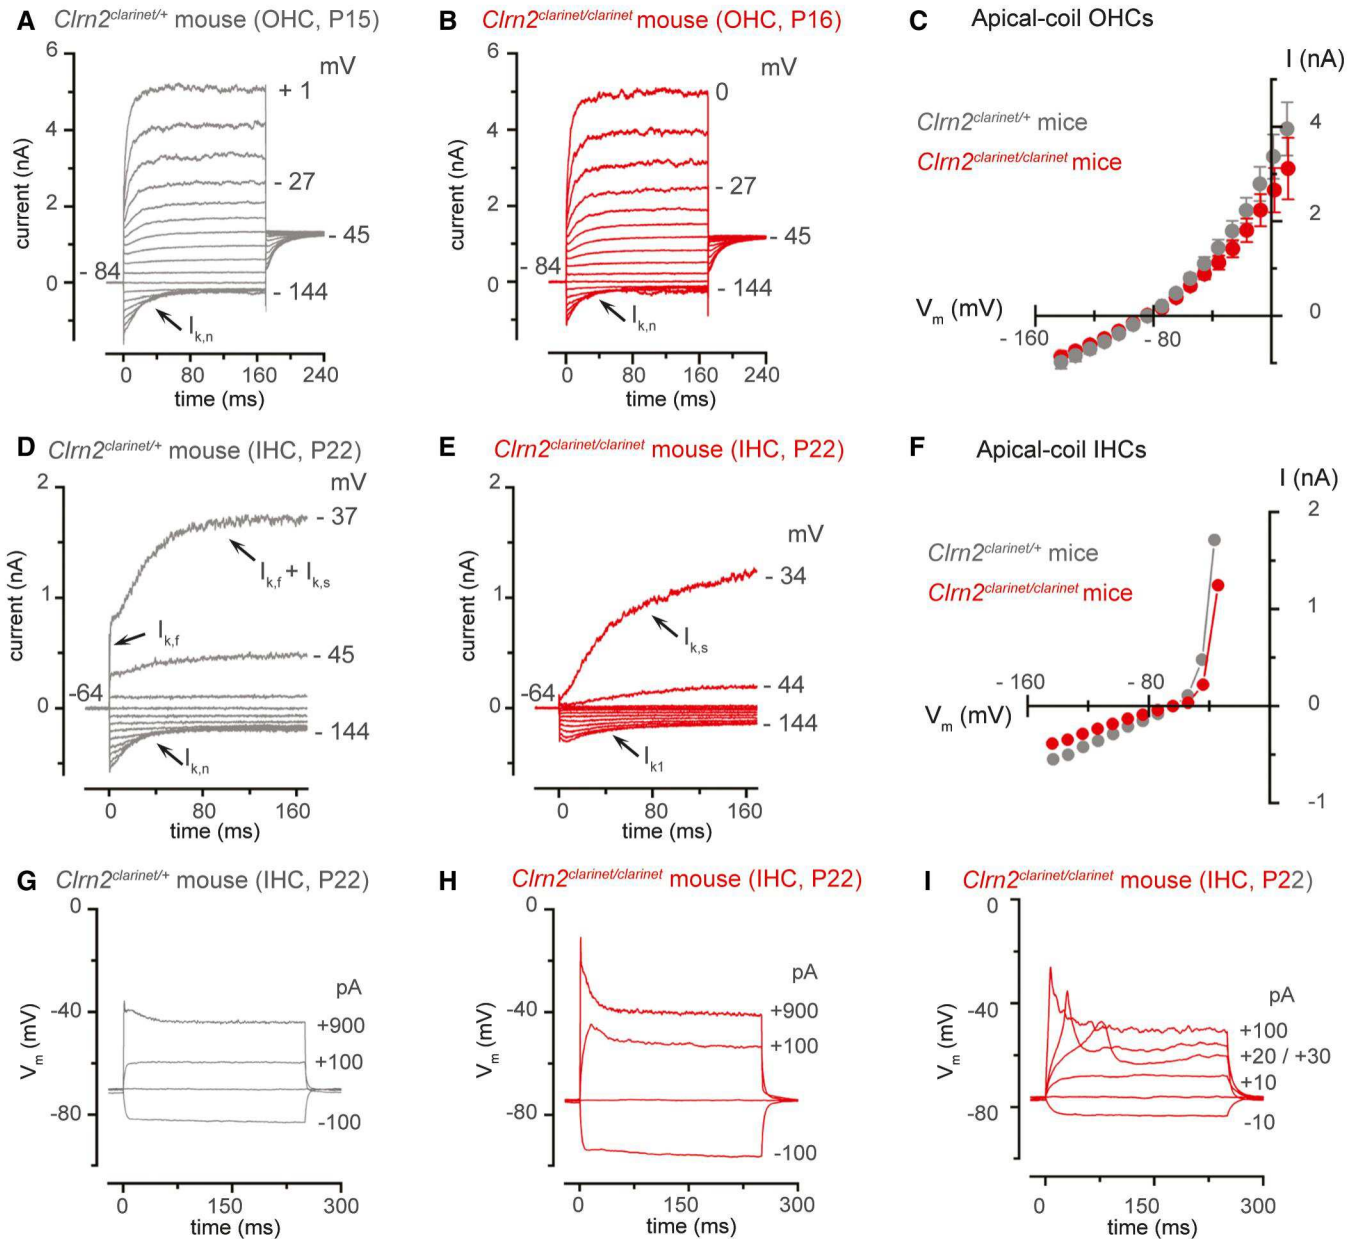 A Clrn2clarinet/+ mouse (OHC, P15)
6
mV
+ 1
4
- 27
2
- 45
- 84
0
- 144
Ik,n
current (nA)
0 80 160 240
time (ms)
B Clrn2clarinet/clarinet mouse (OHC, P16)
6
mV
0
4
- 27
2
- 45
- 84
0
- 144
Ik,n
current (nA)
0 80 160 240
time (ms)
C Apical-coil OHCs
I (nA)
Clrn2clarinet/+ mice
Clrn2clarinet/clarinet mice
4
2
0
Vm (mV)
- 160 - 80
D Clrn2clarinet/+ mouse (IHC, P22)
2
mV
- 37
Ik,f + Ik,s
1
Ik,f
- 45
-64
0
- 144
Ik,n
current (nA)
0 80 160
time (ms)
E Clrn2clarinet/clarinet mouse (IHC, P22)
2
mV
- 34
1
Ik,s
- 44
-64
0
- 144
Ik1
current (nA)
0 80 160
time (ms)
F Apical-coil IHCs
I (nA)
2
Clrn2clarinet/+ mice
Clrn2clarinet/clarinet mice
1
- 160 - 80
Vm (mV)
0
-1
G Clrn2clarinet/+ mouse (IHC, P22)
0
pA
-40
+900
+100
-80
-100
Vm (mV)
0 150 300
time (ms)
H Clrn2clarinet/clarinet mouse (IHC, P22)
0
pA
-40
+900
+100
-80
-100
Vm (mV)
0 150 300
time (ms)
I Clrn2clarinet/clarinet mouse (IHC, P22)
0
pA
-40
+100
+20 / +30
+10
-80
-10
Vm (mV)
0 150 300
time (ms)